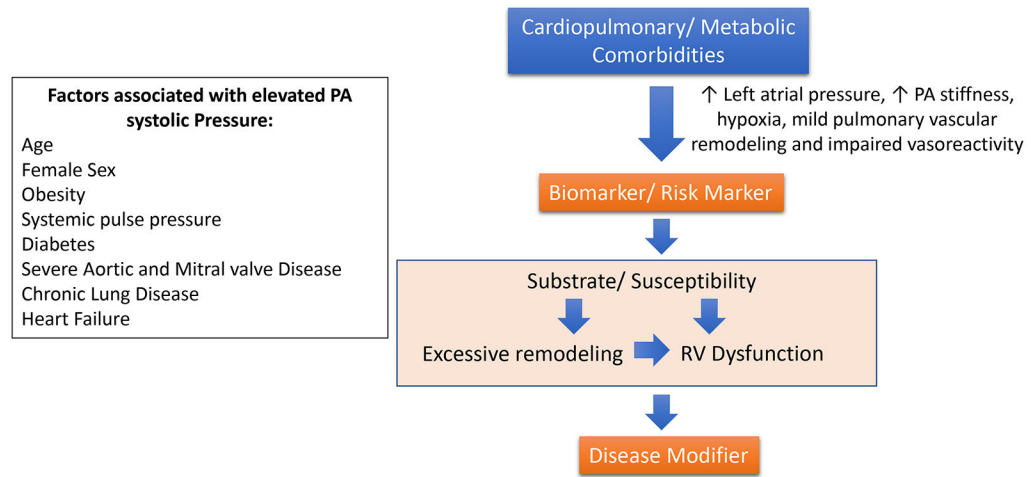 Cardiopulmonary/ Metabolic
Comorbidities
Factors associated with elevated PA
systolic Pressure:
Age
Female Sex
Obesity
Systemic pulse pressure
Diabetes
Severe Aortic and Mitral valve Disease
Chronic Lung Disease
Heart Failure
↑ Left atrial pressure, ↑ PA stiffness,
hypoxia, mild pulmonary vascular
remodeling and impaired vasoreactivity
Biomarker/ Risk Marker
Substrate/ Susceptibility
Excessive remodeling
RV Dysfunction
Disease Modifier